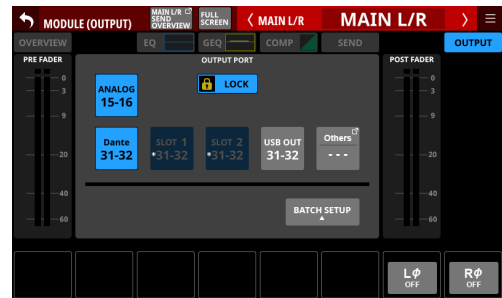 MODULE (OUTPUT)
MAIN L/R
SEND
OVERVIEW
FULL
SCREEN
MAIN L/R
MAIN L/R
OVERVIEW
EQ
GEQ
COMP
SEND
OUTPUT
PRE FADER
OUTPUT PORT
POST FADER
0
3
9
20
40
60
ANALOG
15-16
LOCK
Dante
31-32
SLOT 1
•31-32
SLOT 2
•31-32
USB OUT
31-32
Others
---
BATCH SETUP
0
3
9
20
40
60
LΦ
OFF
RΦ
OFF